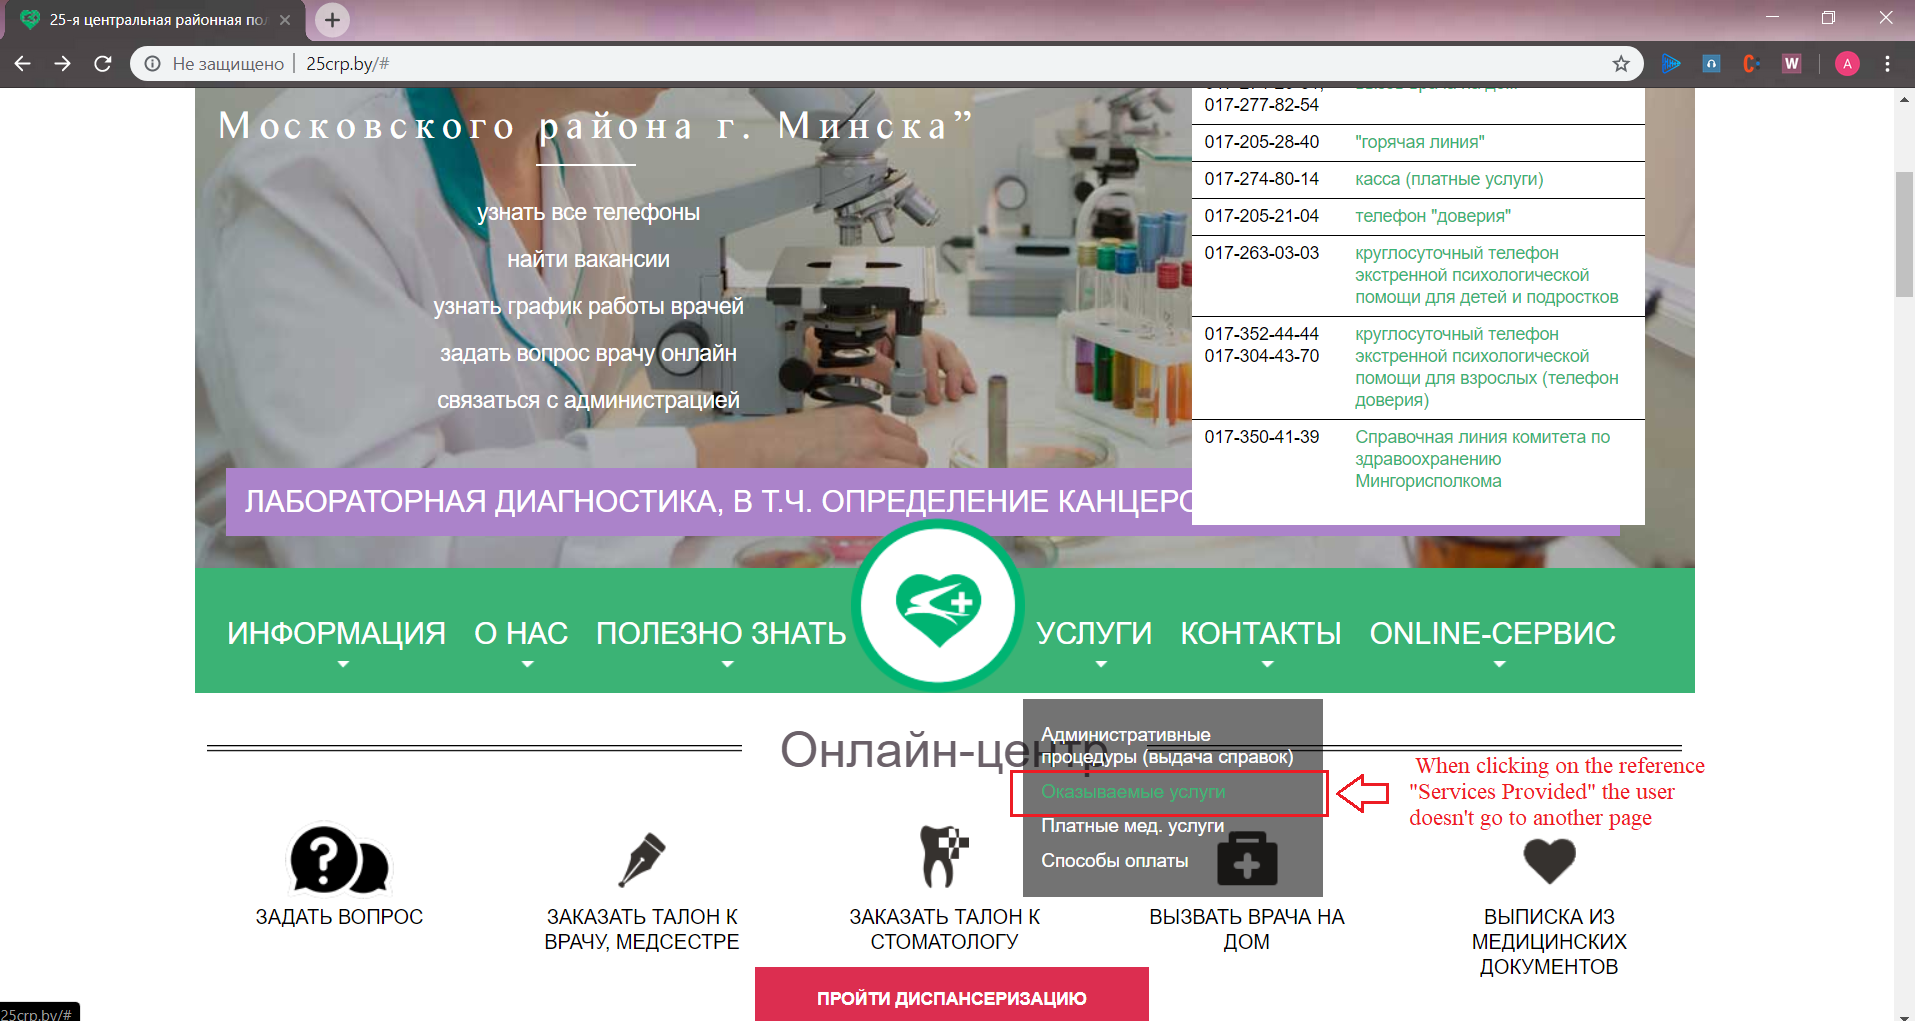 25-я центральная районная по
Не защищено
25crp.by/#
A
W
Московского района г. Минска”
узнать все телефоны
найти вакансии
узнать график работы врачей
задать вопрос врачу онлайн
связаться с администрацией
017-277-82-54
017-205-28-40 "горячая линия"
017-274-80-14 касса (платные услуги)
017-205-21-04 телефон "доверия"
017-263-03-03 круглосуточный телефон
экстренной психологической
помощи для детей и подростков
017-352-44-44 круглосуточный телефон
017-304-43-70 экстренной психологической
помощи для взрослых (телефон
доверия)
017-350-41-39 Справочная линия комитета по
здравоохранению
Мингорисполкома
ЛАБОРАТОРНАЯ ДИАГНОСТИКА, В Т.Ч. ОПРЕДЕЛЕНИЕ КАНЦЕРО
ИНФОРМАЦИЯ О НАС ПОЛЕЗНО ЗНАТЬ УСЛУГИ КОНТАКТЫ ONLINE-СЕРВИС
Онлайн-центр
Административные
процедуры (выдача справок)
Оказываемые услуги
Платные мед. услуги
Способы оплаты
When clicking on the reference
"Services Provided" the user
doesn't go to another page
ЗАДАТЬ ВОПРОС
ЗАКАЗАТЬ ТАЛОН К
ВРАЧУ, МЕДСЕСТРЕ
ЗАКАЗАТЬ ТАЛОН К
СТОМАТОЛОГУ
ВЫЗВАТЬ ВРАЧА НА
ДОМ
ВЫПИСКА ИЗ
МЕДИЦИНСКИХ
ДОКУМЕНТОВ
ПРОЙТИ ДИСПАНСЕРИЗАЦИЮ
25crp.by/#